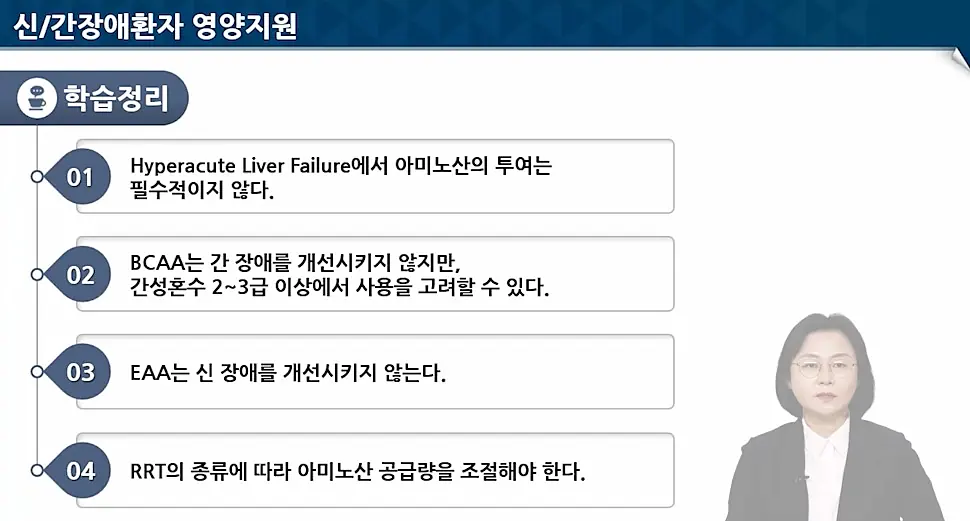 신/간장애환자 영양지원
학습정리
01
Hyperacute Liver Failure에서 아미노산의 투여는
필수적이지 않다.
02
BCAA는 간 장애를 개선시키지 않지만,
간성혼수 2~3급 이상에서 사용을 고려할 수 있다.
03
EAA는 신 장애를 개선시키지 않는다.
04
RRT의 종류에 따라 아미노산 공급량을 조절해야 한다.